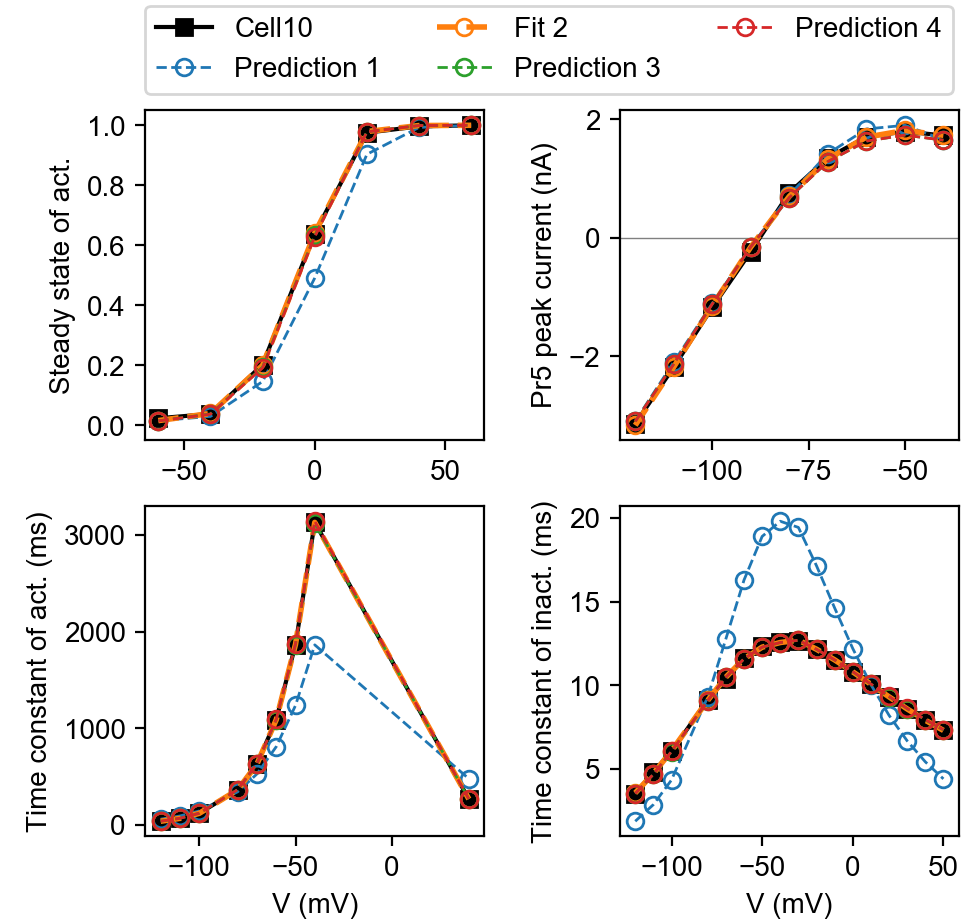 Cell10 Fit 2 Prediction 4
Prediction 1 Prediction 3
Steady state of act.
1.0
0.8
0.6
0.4
0.2
0.0
−50 0 50
Pr5 peak current (nA)
2
0
−2
−100 −75 −50
Time constant of act. (ms)
3000
2000
1000
0
−100 −50 0
V (mV)
Time constant of inact. (ms)
20
15
10
5
−100 −50 0 50
V (mV)